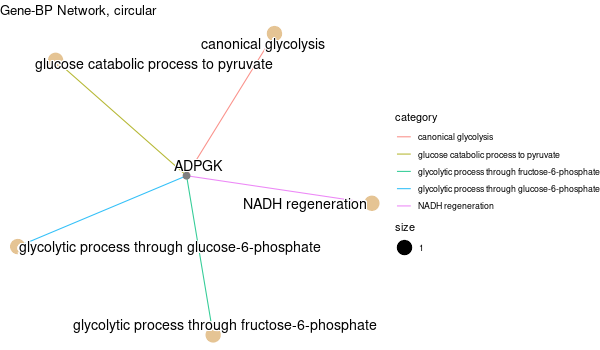 Gene-BP Network, circular
canonical glycolysis
glucose catabolic process to pyruvate
ADPGK
NADH regeneration
glycolytic process through glucose-6-phosphate
glycolytic process through fructose-6-phosphate
category
canonical glycolysis
glucose catabolic process to pyruvate
glycolytic process through fructose-6-phosphate
glycolytic process through glucose-6-phosphate
NADH regeneration
size
1